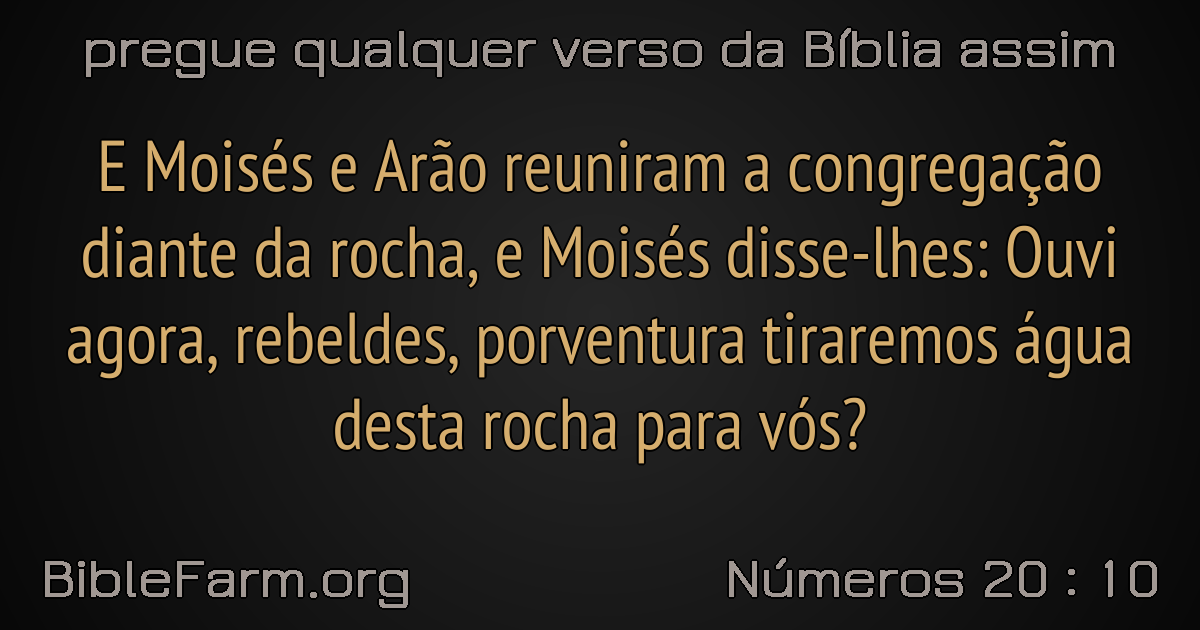 pregue qualquer verso da Bíblia assim
E Moisés e Arão reuniram a congregação
diante da rocha, e Moisés disse-lhes: Ouvi
agora, rebeldes, porventura tiraremos água
desta rocha para vós?
BibleFarm.org
Números 20 : 10